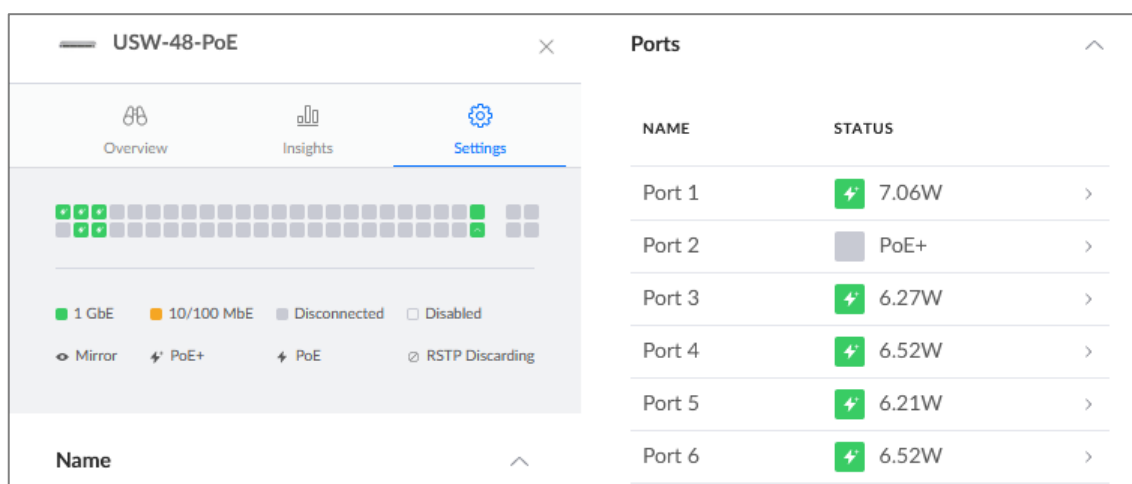 USW-48-PoE
Overview
Insights
Settings
1 GbE
10/100 MbE
Disconnected
Disabled
Mirror
PoE+
PoE
RSTP Discarding
Name
Ports
NAME STATUS
Port 1 7.06W
Port 2 PoE+
Port 3 6.27W
Port 4 6.52W
Port 5 6.21W
Port 6 6.52W